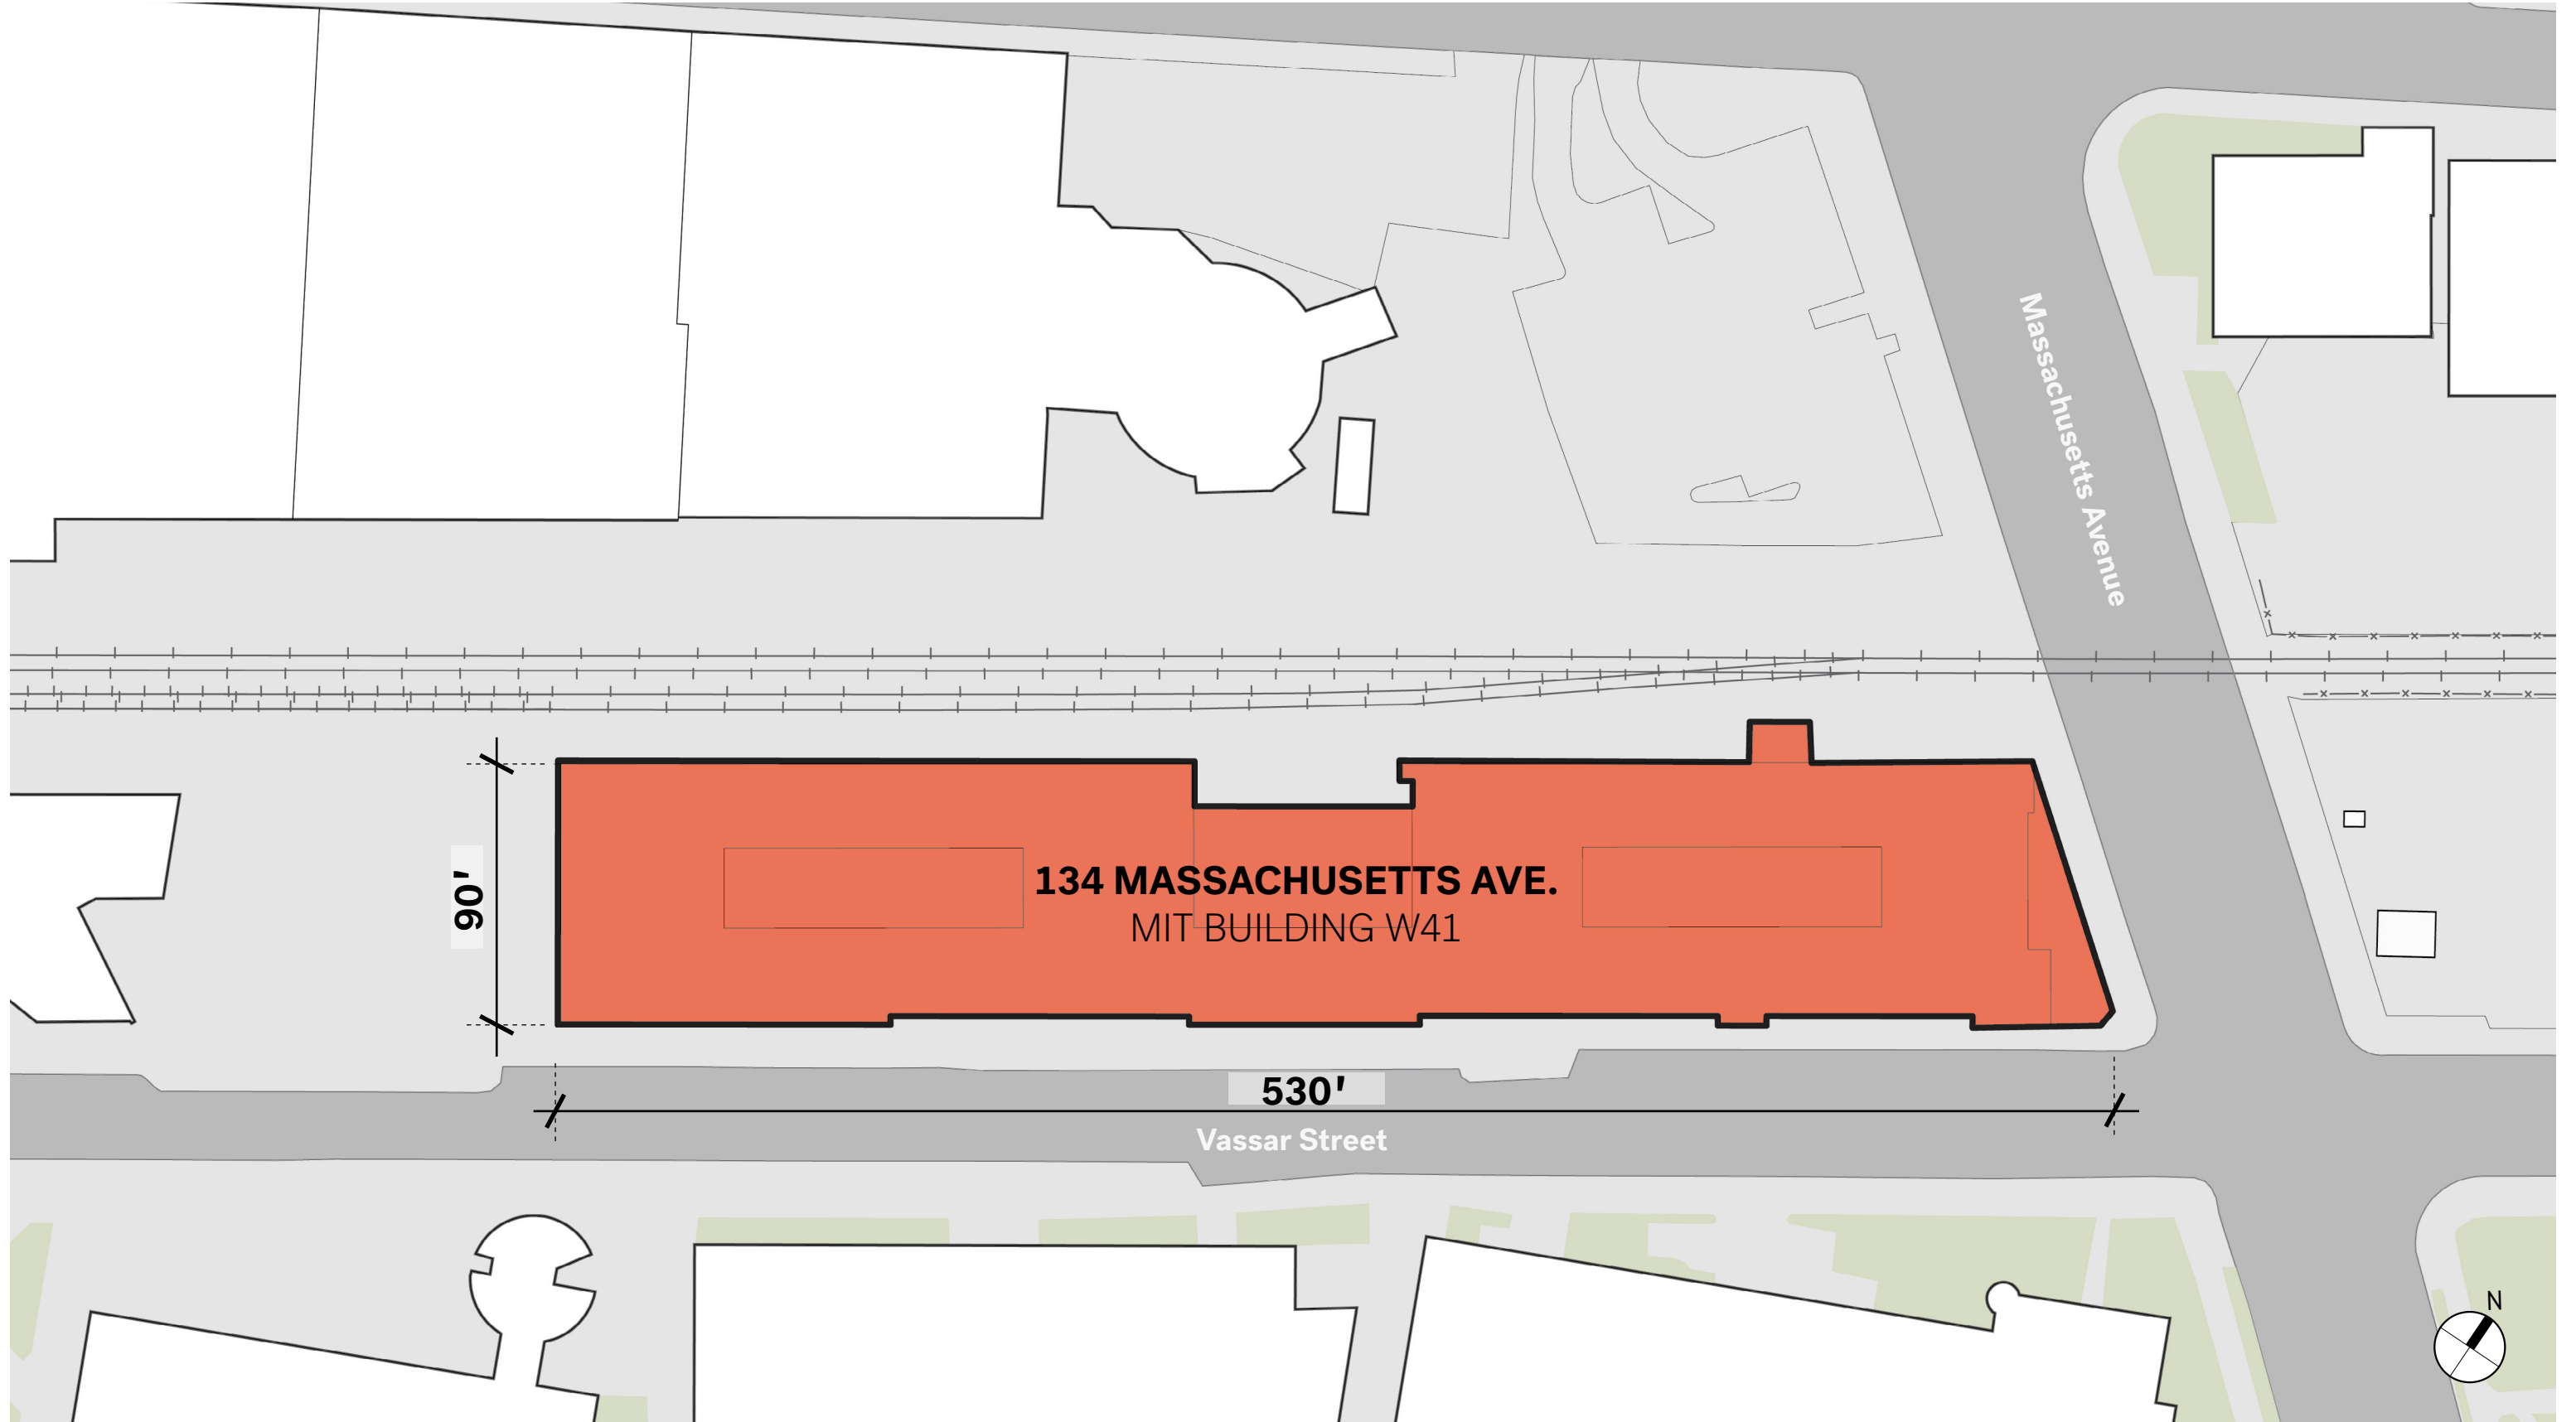 Massachusetts Avenue
134 MASSACHUSETTS AVE.
MIT BUILDING W41
90'
530'
Vassar Street
N